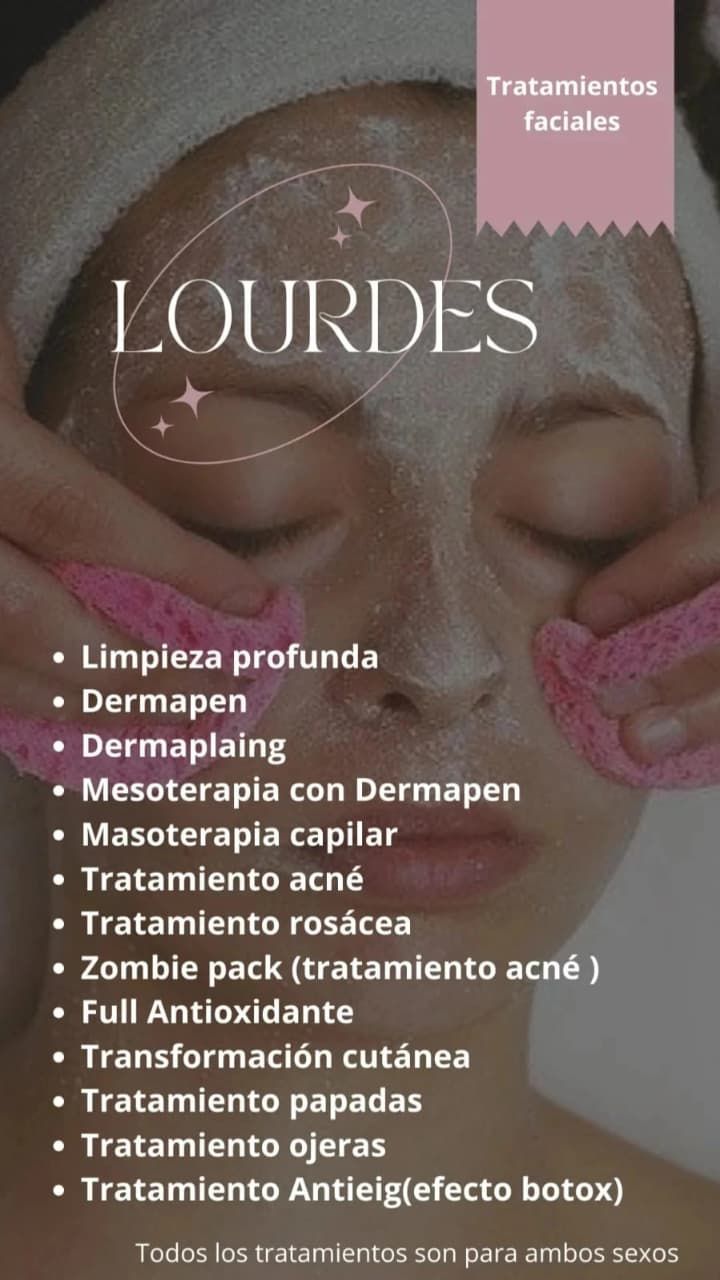 Tratamientos
faciales
LOURDES
• Limpieza profunda
• Dermapen
• Dermaplaing
• Mesoterapia con Dermapen
• Masoterapia capilar
• Tratamiento acné
• Tratamiento rosácea
• Zombie pack (tratamiento acné )
• Full Antioxidante
• Transformación cutánea
• Tratamiento papadas
• Tratamiento ojeras
• Tratamiento Antieig(efecto botox)
Todos los tratamientos son para ambos sexos